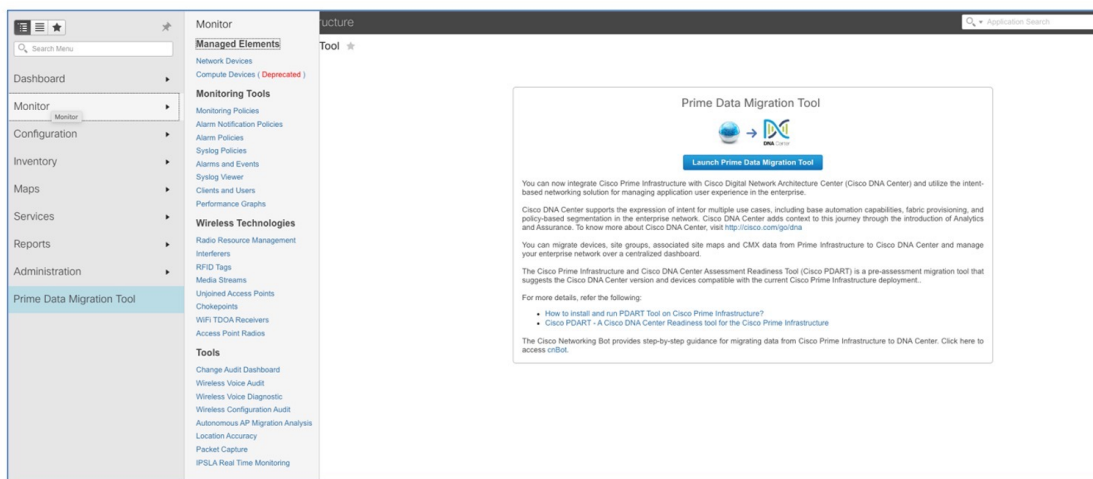 Search Menu
Dashboard
Monitor
Monitor
Configuration
Inventory
Maps
Services
Reports
Administration
Prime Data Migration Tool
Monitor
Managed Elements
Network Devices
Compute Devices ( Deprecated )
Monitoring Tools
Monitoring Policies
Alarm Notification Policies
Alarm Policies
Syslog Policies
Alarms and Events
Syslog Viewer
Clients and Users
Performance Graphs
Wireless Technologies
Radio Resource Management
Interferers
RFID Tags
Media Streams
Unjoined Access Points
Chokepoints
WiFi TDOA Receivers
Access Point Radios
Tools
Change Audit Dashboard
Wireless Voice Audit
Wireless Voice Diagnostic
Wireless Configuration Audit
Autonomous AP Migration Analysis
Location Accuracy
Packet Capture
IPSLA Real Time Monitoring
ructure
Application Search
Tool
Prime Data Migration Tool
DNA Center
Launch Prime Data Migration Tool
You can now integrate Cisco Prime Infrastructure with Cisco Digital Network Architecture Center (Cisco DNA Center) and utilize the intent-
based networking solution for managing application user experience in the enterprise.
Cisco DNA Center supports the expression of intent for multiple use cases, including base automation capabilities, fabric provisioning, and
policy-based segmentation in the enterprise network. Cisco DNA Center adds context to this journey through the introduction of Analytics
and Assurance. To know more about Cisco DNA Center, visit http://cisco.com/go/dna
You can migrate devices, site groups, associated site maps and CMX data from Prime Infrastructure to Cisco DNA Center and manage
your enterprise network over a centralized dashboard.
The Cisco Prime Infrastructure and Cisco DNA Center Assessment Readiness Tool (Cisco PDART) is a pre-assessment migration tool that
suggests the Cisco DNA Center version and devices compatible with the current Cisco Prime Infrastructure deployment..
For more details, refer the following:
How to install and run PDART Tool on Cisco Prime Infrastructure?
Cisco PDART - A Cisco DNA Center Readiness tool for the Cisco Prime Infrastructure
The Cisco Networking Bot provides step-by-step guidance for migrating data from Cisco Prime Infrastructure to DNA Center. Click here to
access cnBot.